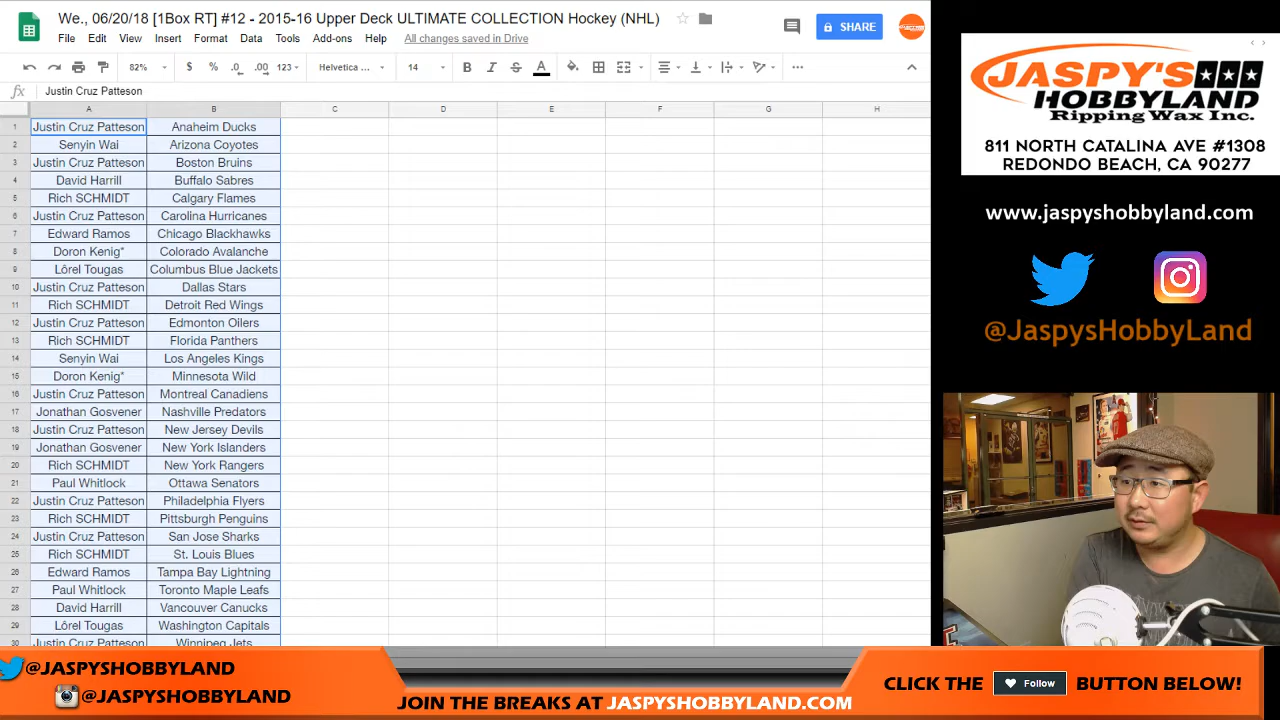 We., 06/20/18 [1Box RT] #12 - 2015-16 Upper Deck ULTIMATE COLLECTION Hockey (NHL)
File Edit View Insert Format Data Tools Add-ons Help All changes saved in Drive
SHARE
82% $ % .0 .00 123 Helvetica ... 14 B I S A
fx Justin Cruz Patteson
A B C D E F G H
1 Justin Cruz Patteson Anaheim Ducks
2 Senyin Wai Arizona Coyotes
3 Justin Cruz Patteson Boston Bruins
4 David Harrill Buffalo Sabres
5 Rich SCHMIDT Calgary Flames
6 Justin Cruz Patteson Carolina Hurricanes
7 Edward Ramos Chicago Blackhawks
8 Doron Kenig* Colorado Avalanche
9 Lôrel Tougas Columbus Blue Jackets
10 Justin Cruz Patteson Dallas Stars
11 Rich SCHMIDT Detroit Red Wings
12 Justin Cruz Patteson Edmonton Oilers
13 Rich SCHMIDT Florida Panthers
14 Senyin Wai Los Angeles Kings
15 Doron Kenig* Minnesota Wild
16 Justin Cruz Patteson Montreal Canadiens
17 Jonathan Gosvener Nashville Predators
18 Justin Cruz Patteson New Jersey Devils
19 Jonathan Gosvener New York Islanders
20 Rich SCHMIDT New York Rangers
21 Paul Whitlock Ottawa Senators
22 Justin Cruz Patteson Philadelphia Flyers
23 Rich SCHMIDT Pittsburgh Penguins
24 Justin Cruz Patteson San Jose Sharks
25 Rich SCHMIDT St. Louis Blues
26 Edward Ramos Tampa Bay Lightning
27 Paul Whitlock Toronto Maple Leafs
28 David Harrill Vancouver Canucks
29 Lôrel Tougas Washington Capitals
30 Justin Cruz Patteson Winnipeg Jets
JASPY'S
HOBBYLAND
Ripping Wax Inc.
811 NORTH CATALINA AVE #1308
REDONDO BEACH, CA 90277
www.jaspyshobbyland.com
@JaspysHobbyLand
@JASPYSHOBBYLAND
@JASPYSHOBBYLAND
JOIN THE BREAKS AT JASPYSHOBBYLAND.COM
CLICK THE Follow BUTTON BELOW!